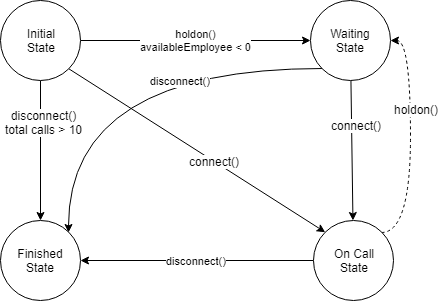 Initial
State
holdon()
availableEmployee < 0
Waiting
State
disconnect()
disconnect()
total calls > 10
holdon()
connect()
connect()
Finished
State
disconnect()
On Call
State